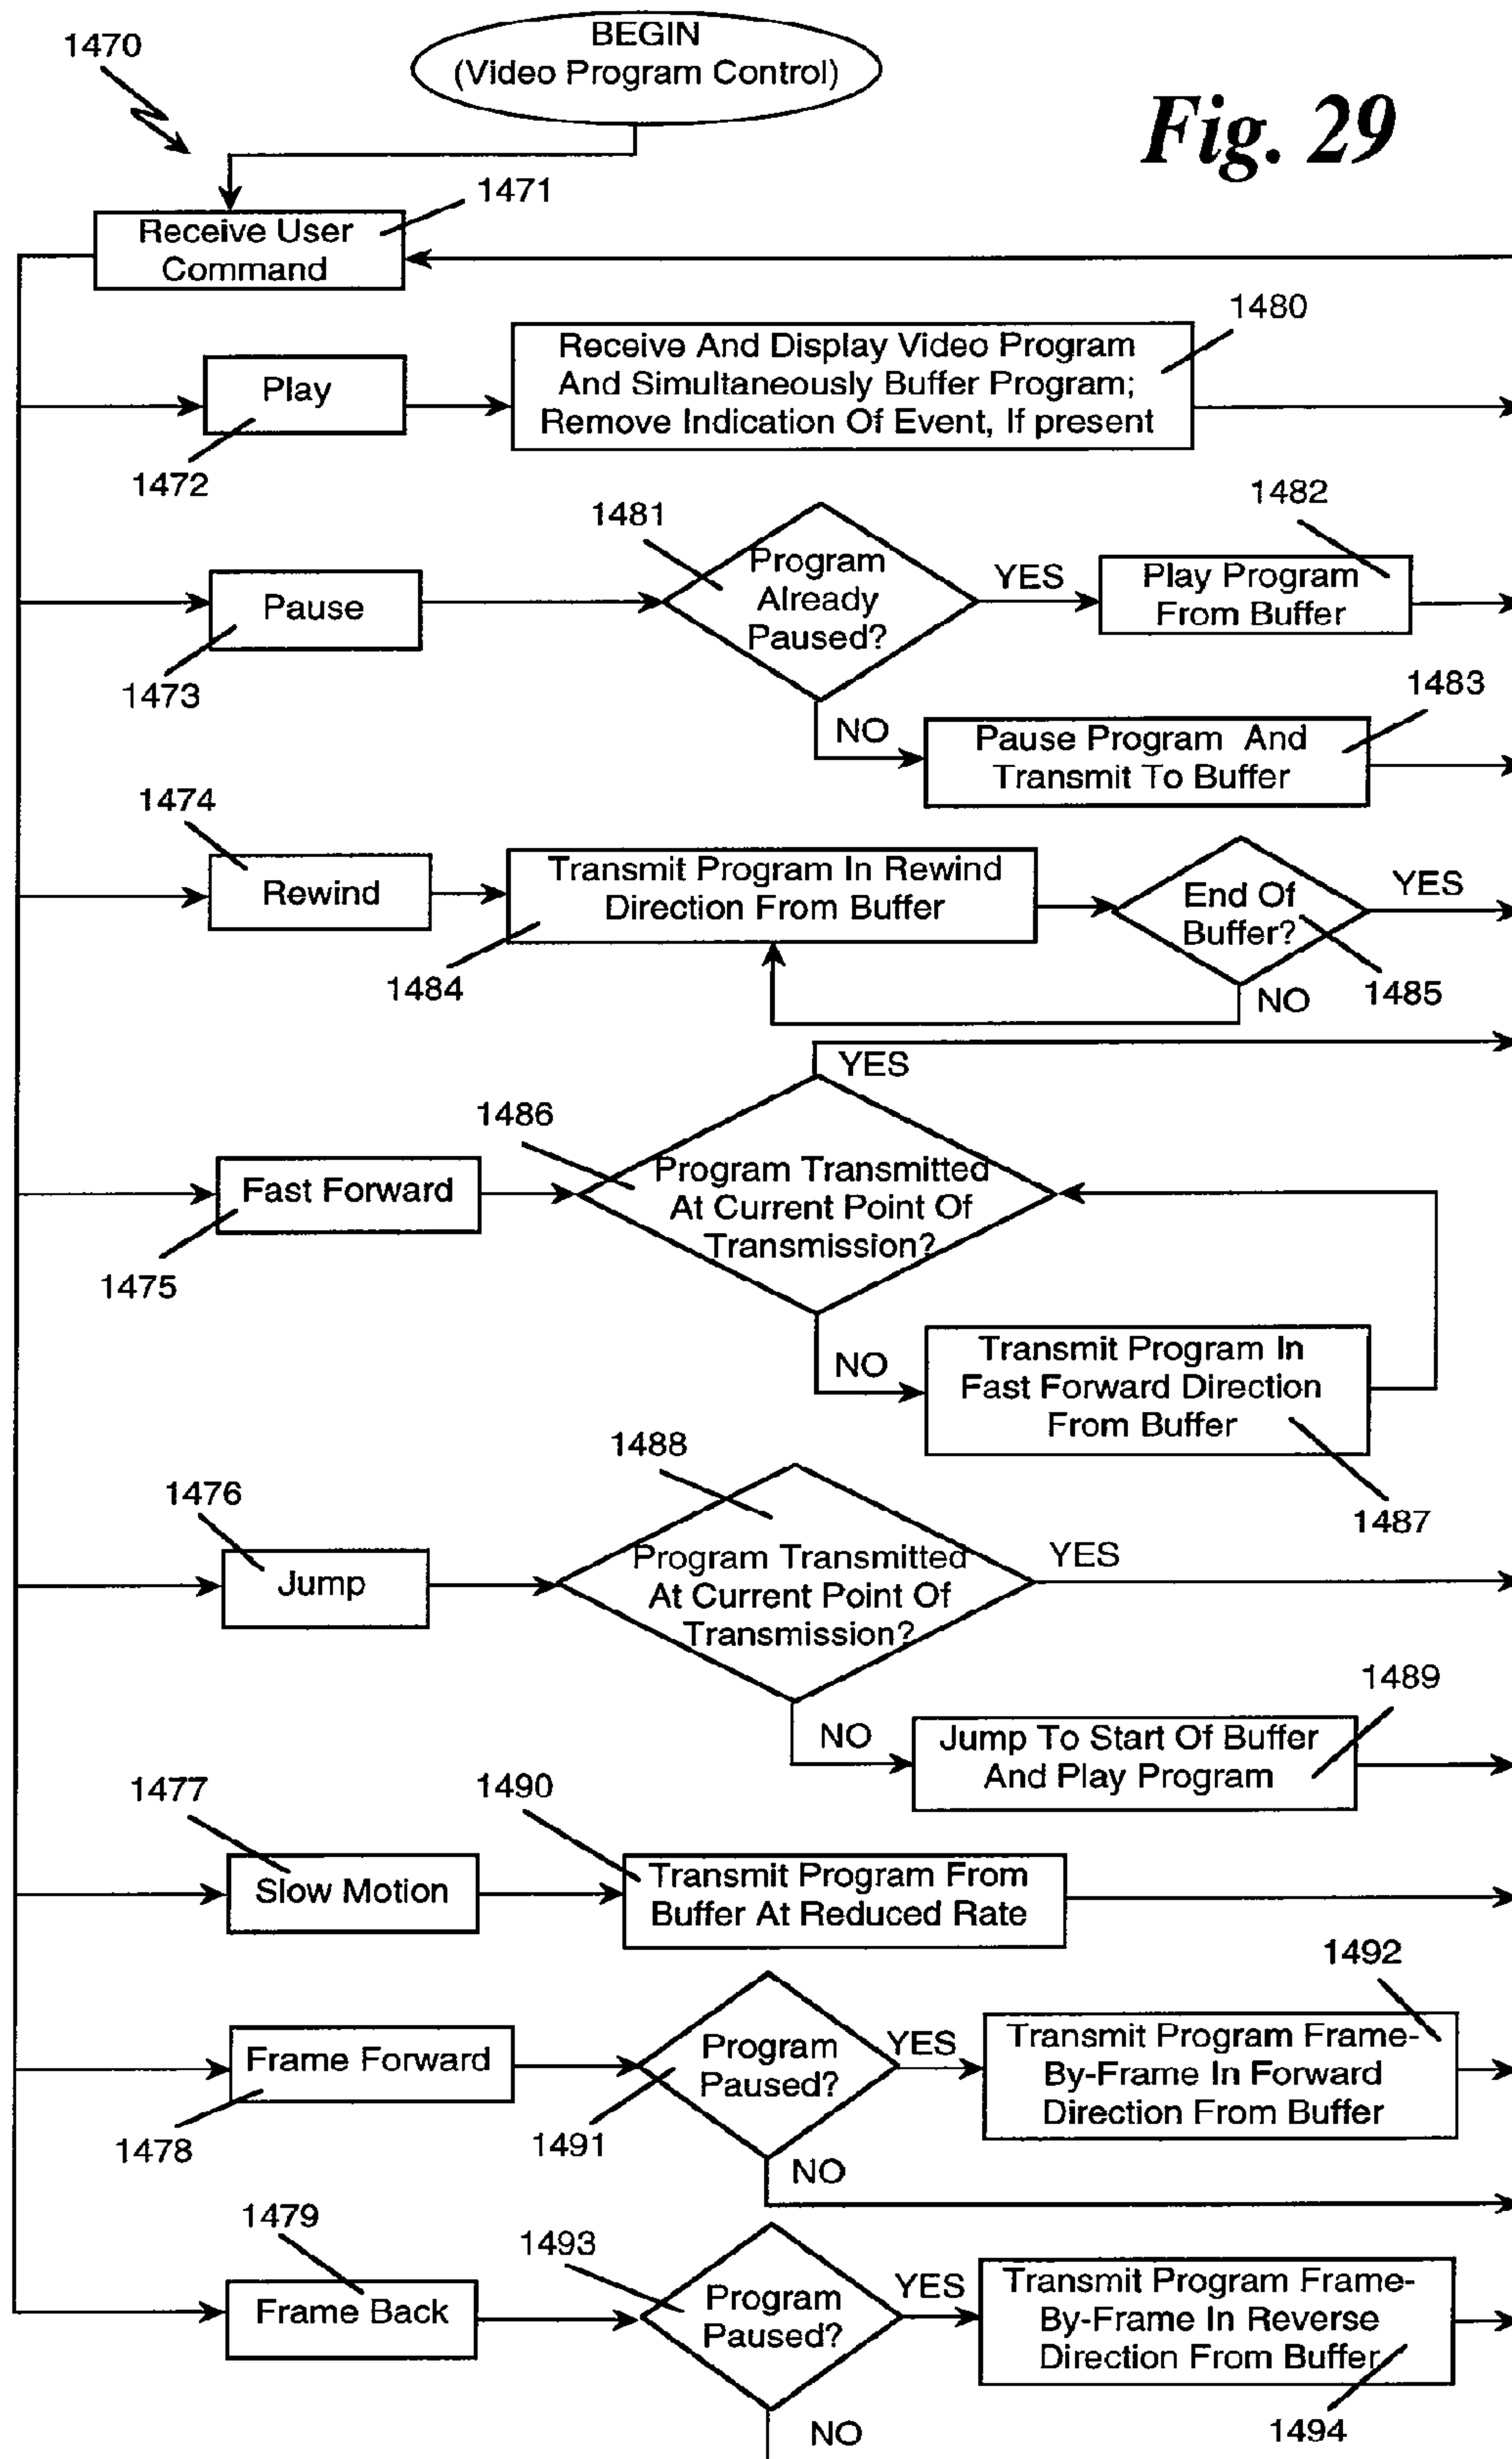 BEGIN
(Video Program Control)
1470
Fig. 29
1471
Receive User
Command
1480
Play
Receive And Display Video Program
And Simultaneously Buffer Program;
Remove Indication Of Event, If present
1472
1482
1481
Program
Already
Paused?
YES
Play Program
From Buffer
Pause
1473
1483
NO
Pause Program And
Transmit To Buffer
1474
Rewind
Transmit Program In Rewind
Direction From Buffer
End Of
Buffer?
YES
1484
1485
NO
YES
1486
Fast Forward
Program Transmitted
At Current Point Of
Transmission?
1475
NO
Transmit Program In
Fast Forward Direction
From Buffer
1488
1487
1476
Jump
Program Transmitted
At Current Point Of
Transmission?
YES
1489
NO
Jump To Start Of Buffer
And Play Program
1477
1490
Slow Motion
Transmit Program From
Buffer At Reduced Rate
1492
Frame Forward
Program
Paused?
YES
Transmit Program Frame-
By-Frame In Forward
Direction From Buffer
1478
1491
NO
1479
1493
Frame Back
Program
Paused?
YES
Transmit Program Frame-
By-Frame In Reverse
Direction From Buffer
NO
1494